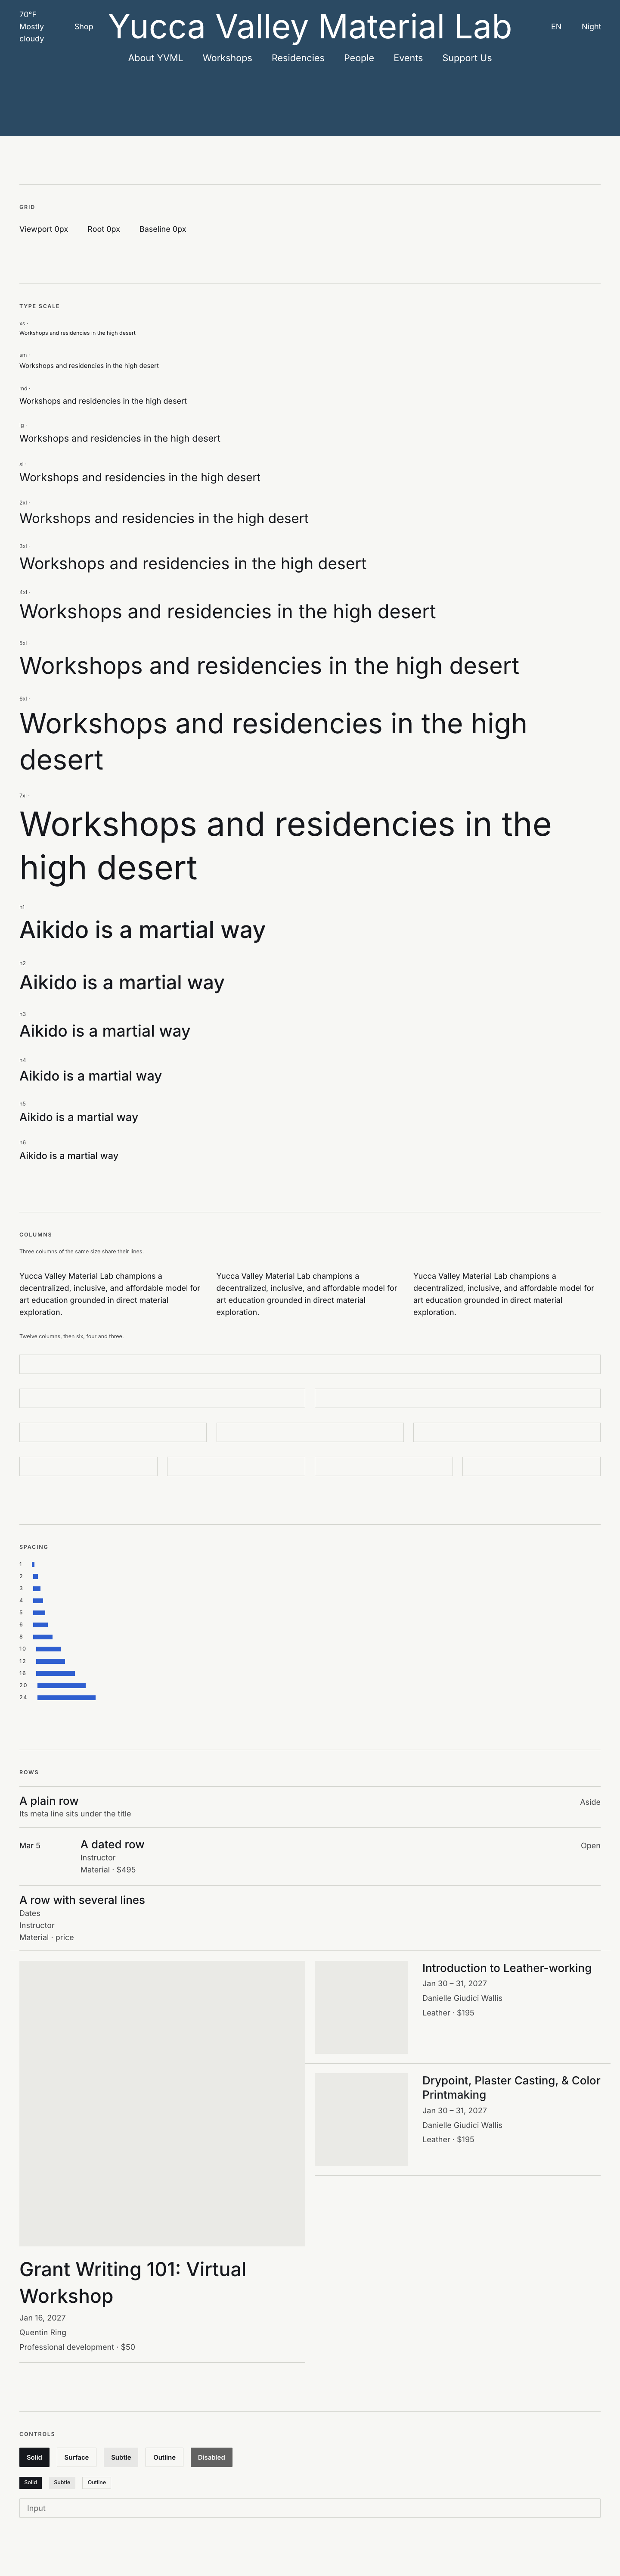 70°F
Mostly
cloudy
Shop
Yucca Valley Material Lab
EN
Night
About YVML
Workshops
Residencies
People
Events
Support Us
GRID
Viewport 0px
Root 0px
Baseline 0px
TYPE SCALE
xs ·
Workshops and residencies in the high desert
sm ·
Workshops and residencies in the high desert
md ·
Workshops and residencies in the high desert
lg ·
Workshops and residencies in the high desert
xl ·
Workshops and residencies in the high desert
2xl ·
Workshops and residencies in the high desert
3xl ·
Workshops and residencies in the high desert
4xl ·
Workshops and residencies in the high desert
5xl ·
Workshops and residencies in the high desert
6xl ·
Workshops and residencies in the high
desert
7xl ·
Workshops and residencies in the
high desert
h1
Aikido is a martial way
h2
Aikido is a martial way
h3
Aikido is a martial way
h4
Aikido is a martial way
h5
Aikido is a martial way
h6
Aikido is a martial way
COLUMNS
Three columns of the same size share their lines.
Yucca Valley Material Lab champions a
decentralized, inclusive, and affordable model for
art education grounded in direct material
exploration.
Yucca Valley Material Lab champions a
decentralized, inclusive, and affordable model for
art education grounded in direct material
exploration.
Yucca Valley Material Lab champions a
decentralized, inclusive, and affordable model for
art education grounded in direct material
exploration.
Twelve columns, then six, four and three.
SPACING
1
2
3
4
5
6
8
10
12
16
20
24
ROWS
A plain row
Its meta line sits under the title
Aside
Mar 5
A dated row
Instructor
Material · $495
Open
A row with several lines
Dates
Instructor
Material · price
Introduction to Leather-working
Jan 30 – 31, 2027
Danielle Giudici Wallis
Leather · $195
Drypoint, Plaster Casting, & Color
Printmaking
Jan 30 – 31, 2027
Danielle Giudici Wallis
Leather · $195
Grant Writing 101: Virtual
Workshop
Jan 16, 2027
Quentin Ring
Professional development · $50
CONTROLS
Solid
Surface
Subtle
Outline
Disabled
Solid
Subtle
Outline
Input